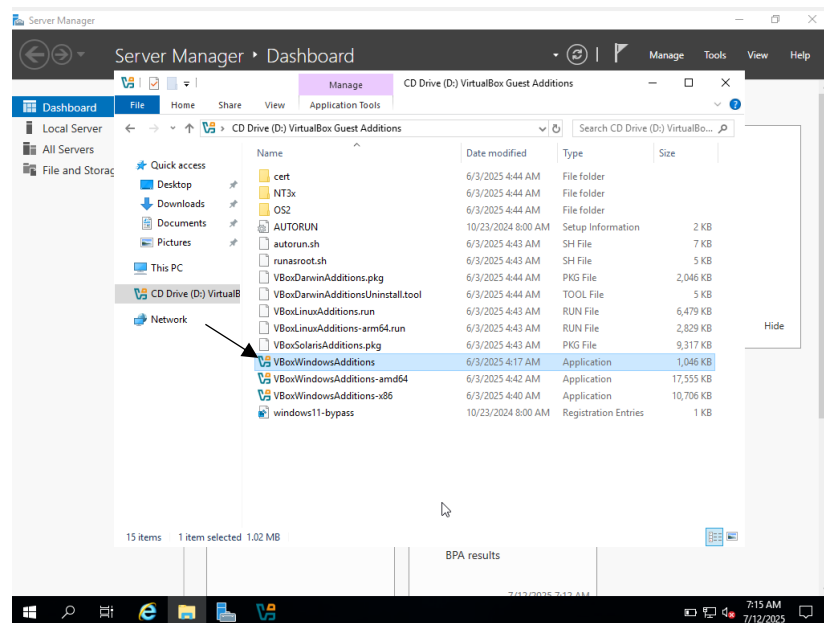 Server Manager
Server Manager • Dashboard
Manage Tools View Help
Manage
CD Drive (D:) VirtualBox Guest Additions
File Home Share View Application Tools
CD Drive (D:) VirtualBox Guest Additions
Search CD Drive (D:) VirtualBo...
Dashboard
Local Server
All Servers
File and Storag
Quick access
Desktop
Downloads
Documents
Pictures
This PC
CD Drive (D:) VirtualB
Network
Name Date modified Type Size
cert 6/3/2025 4:44 AM File folder
NT3x 6/3/2025 4:44 AM File folder
OS2 6/3/2025 4:44 AM File folder
AUTORUN 10/23/2024 8:00 AM Setup Information 2 KB
autorun.sh 6/3/2025 4:43 AM SH File 7 KB
runasroot.sh 6/3/2025 4:43 AM SH File 5 KB
VBoxDarwinAdditions.pkg 6/3/2025 4:44 AM PKG File 2,046 KB
VBoxDarwinAdditionsUninstall.tool 6/3/2025 4:44 AM TOOL File 5 KB
VBoxLinuxAdditions.run 6/3/2025 4:43 AM RUN File 6,479 KB
VBoxLinuxAdditions-arm64.run 6/3/2025 4:43 AM RUN File 2,829 KB
VBoxSolarisAdditions.pkg 6/3/2025 4:43 AM PKG File 9,317 KB
VBoxWindowsAdditions 6/3/2025 4:17 AM Application 1,046 KB
VBoxWindowsAdditions-amd64 6/3/2025 4:42 AM Application 17,555 KB
VBoxWindowsAdditions-x86 6/3/2025 4:40 AM Application 10,706 KB
windows11-bypass 10/23/2024 8:00 AM Registration Entries 1 KB
Hide
15 items 1 item selected 1.02 MB
BPA results
7/12/2025 7:12 AM
7:15 AM
7/12/2025